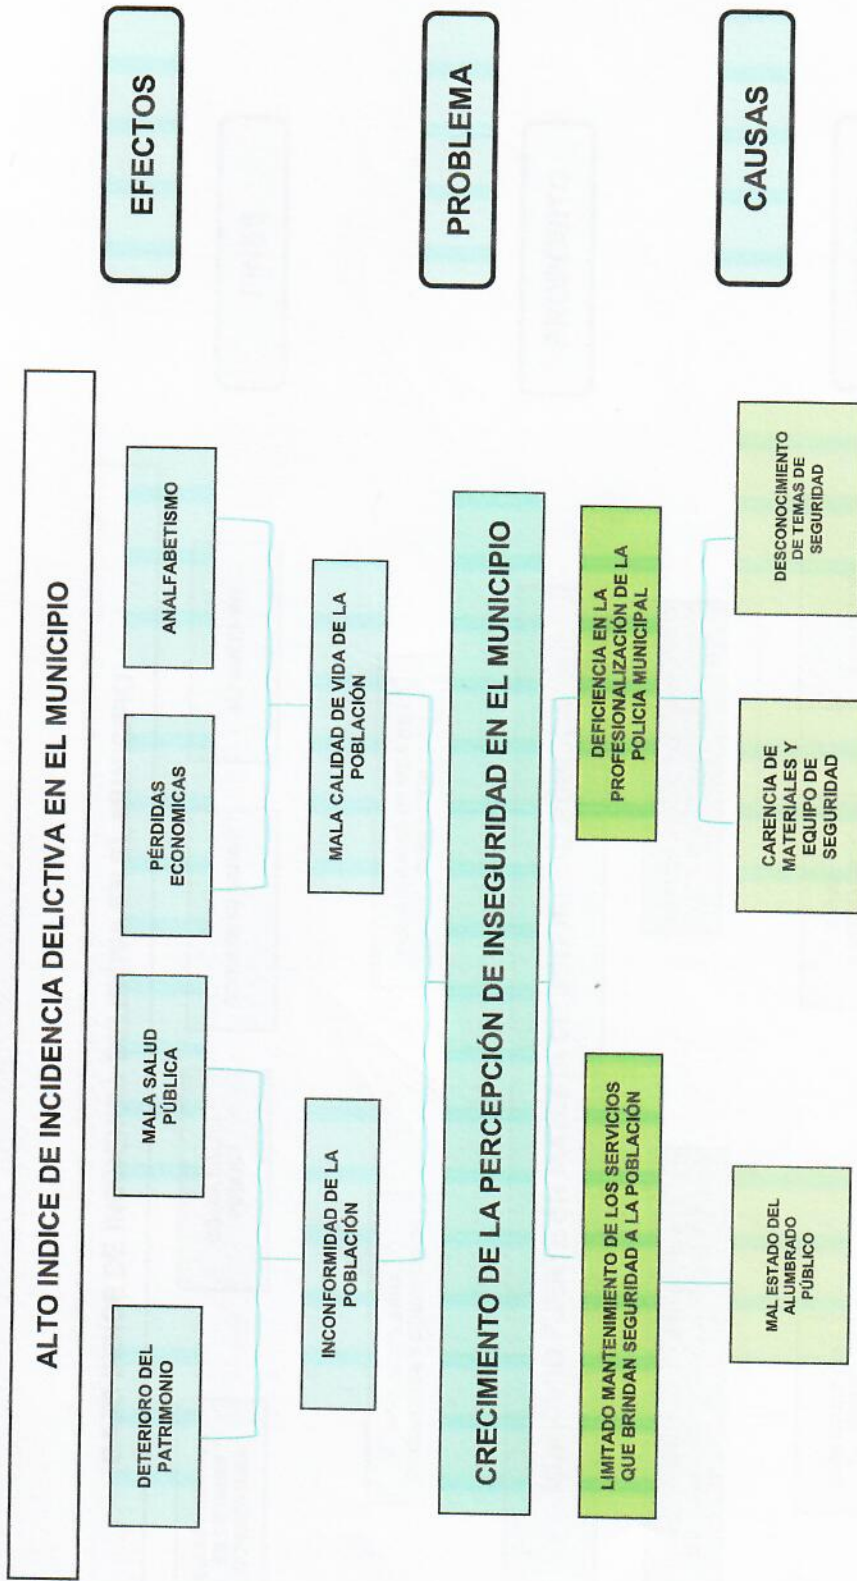 ALTO INDICE DE INCIDENCIA DELICTIVA EN EL MUNICIPIO
EFECTOS
DETERIORO DEL
PATRIMONIO
MALA SALUD
PÚBLICA
PÉRDIDAS
ECONOMICAS
ANALFABETISMO
INCONFORMIDAD DE LA
POBLACIÓN
MALA CALIDAD DE VIDA DE LA
POBLACIÓN
CRECIMIENTO DE LA PERCEPCIÓN DE INSEGURIDAD EN EL MUNICIPIO
PROBLEMA
LIMITADO MANTENIMIENTO DE LOS SERVICIOS
QUE BRINDAN SEGURIDAD A LA POBLACIÓN
DEFICIENCIA EN LA
PROFESIONALIZACIÓN DE LA
POLICIA MUNICIPAL
MAL ESTADO DEL
ALUMBRADO
PÚBLICO
CARENCIA DE
MATERIALES Y
EQUIPO DE
SEGURIDAD
DESCONOCIMIENTO
DE TEMAS DE
SEGURIDAD
CAUSAS